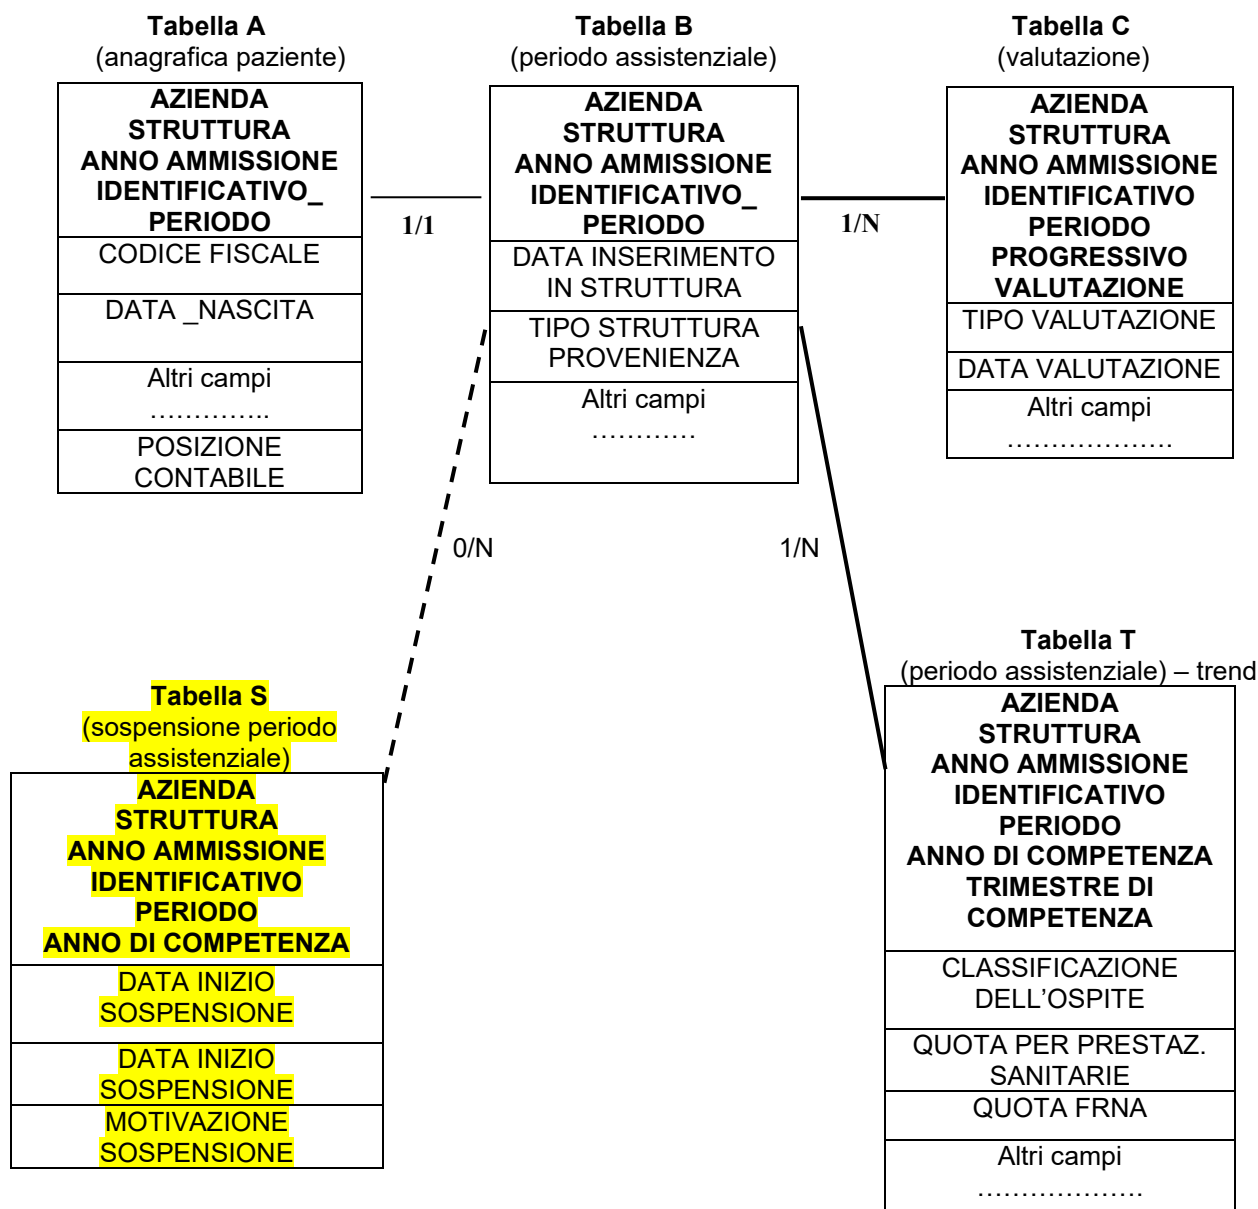 Tabella A
(anagrafica paziente)
AZIENDA
STRUTTURA
ANNO AMMISSIONE
IDENTIFICATIVO_
PERIODO
CODICE FISCALE
DATA _NASCITA
Altri campi
…………..
POSIZIONE
CONTABILE
1/1
Tabella B
(periodo assistenziale)
AZIENDA
STRUTTURA
ANNO AMMISSIONE
IDENTIFICATIVO_
PERIODO
DATA INSERIMENTO
IN STRUTTURA
TIPO STRUTTURA
PROVENIENZA
Altri campi
…………
1/N
Tabella C
(valutazione)
AZIENDA
STRUTTURA
ANNO AMMISSIONE
IDENTIFICATIVO
PERIODO
PROGRESSIVO
VALUTAZIONE
TIPO VALUTAZIONE
DATA VALUTAZIONE
Altri campi
……………….
0/N
1/N
Tabella S
(sospensione periodo
assistenziale)
AZIENDA
STRUTTURA
ANNO AMMISSIONE
IDENTIFICATIVO
PERIODO
ANNO DI COMPETENZA
DATA INIZIO
SOSPENSIONE
DATA INIZIO
SOSPENSIONE
MOTIVAZIONE
SOSPENSIONE
Tabella T
(periodo assistenziale) – trend
AZIENDA
STRUTTURA
ANNO AMMISSIONE
IDENTIFICATIVO
PERIODO
ANNO DI COMPETENZA
TRIMESTRE DI
COMPETENZA
CLASSIFICAZIONE
DELL’OSPITE
QUOTA PER PRESTAZ.
SANITARIE
QUOTA FRNA
Altri campi
……………….